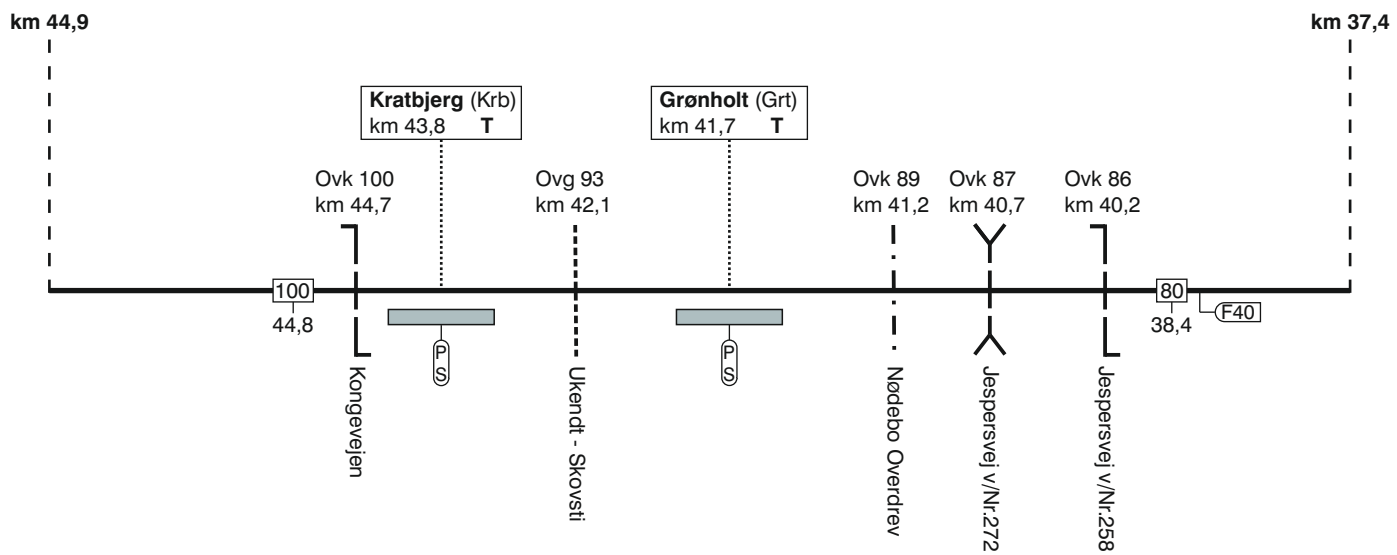 km 44,9
km 37,4
Kratbjerg (Krb)
km 43,8 T
Grønholt (Grt)
km 41,7 T
Ovk 100
km 44,7
Ovg 93
km 42,1
Ovk 89
km 41,2
Ovk 87
km 40,7
Ovk 86
km 40,2
100
44,8
80
38,4
F40
P
S
P
S
Kongevejen
Ukendt - Skovsti
Nødebo Overdrev
Jespersvej v/Nr.272
Jespersvej v/Nr.258